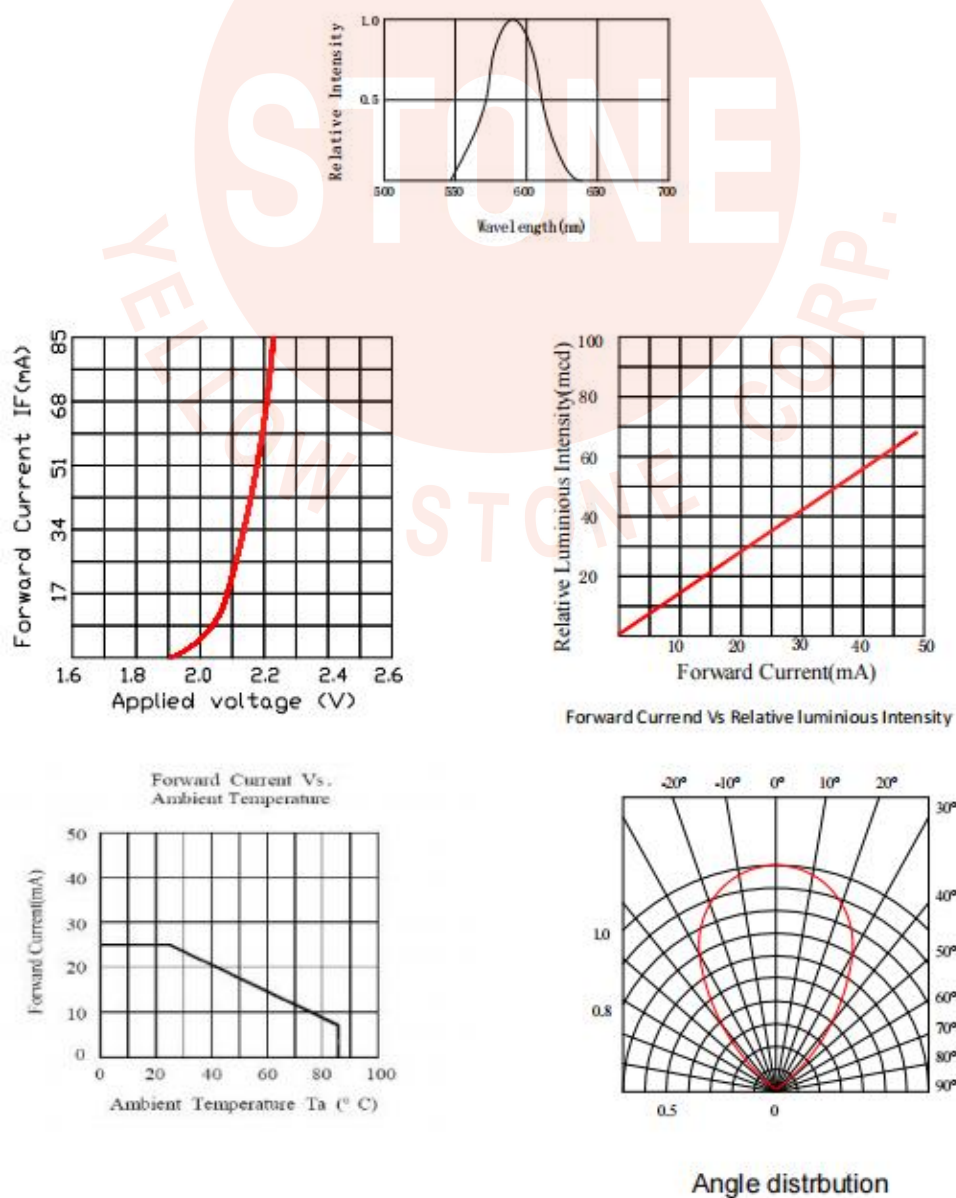 Relative Intensity
1.0
0.5
500 550 600 650 700
Wavelength(nm)
STONE
YELLOW STONE CORP.
Forward Current IF(mA)
85
68
51
34
17
1.6 2.0 2.2 2.4 2.6
Applied voltage (V)
Relative Luminious Intensity(mcd)
100
80
60
40
20
10 20 30 40 50
Forward Current(mA)
Forward Currend Vs Relative luminious Intensity
Forward Current Vs.
Ambient Temperature
Forward Current(mA)
50
40
30
20
10
0
0 20 40 60 80 100
Ambient Temperature Ta (° C)
-20° -10° 0° 10° 20°
30°
40°
1.0
50°
60°
0.8
70°
80°
90°
0.5 0
Angle distrbution